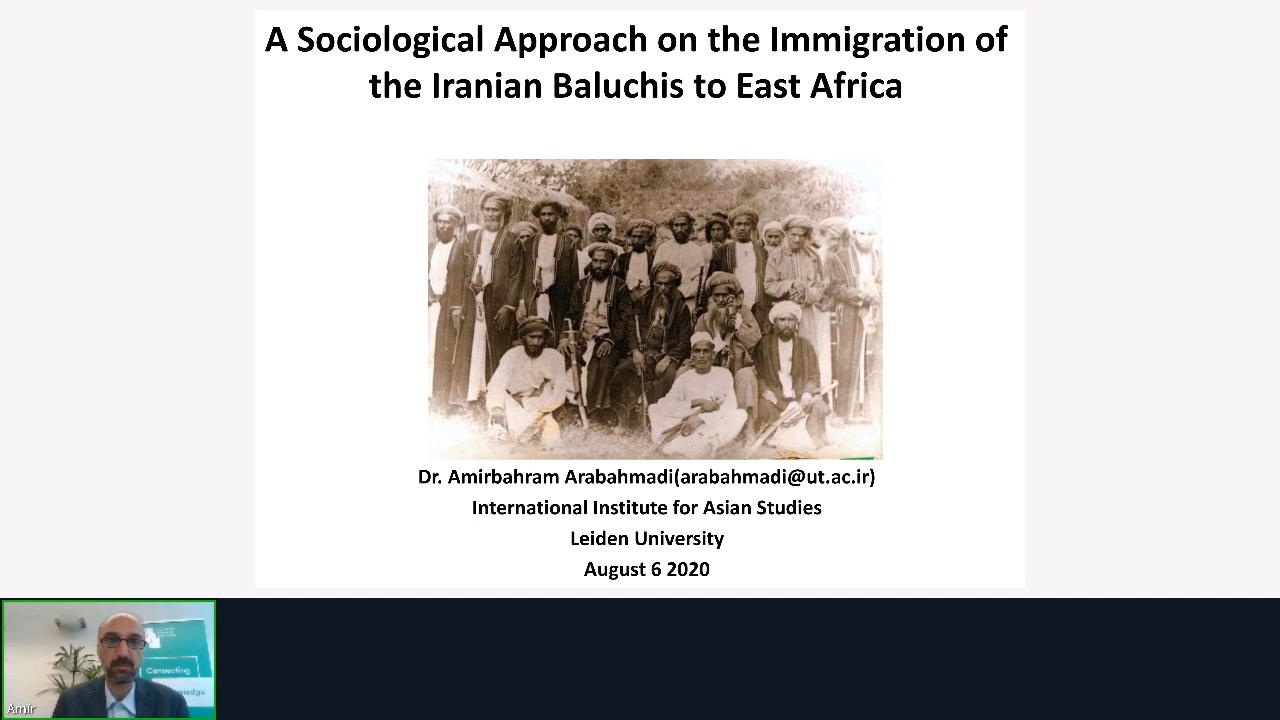 A Sociological Approach on the Immigration of
the Iranian Baluchis to East Africa
Dr. Amirbahram Arabahmadi(arabahmadi@ut.ac.ir)
International Institute for Asian Studies
Leiden University
August 6 2020
Connecting
Amir